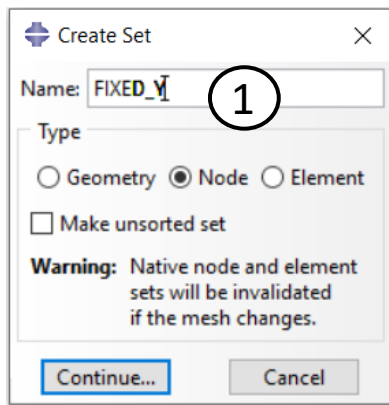 Create Set
Name: FIXED_Y
1
Type
Geometry Node Element
Make unsorted set
Warning: Native node and element
sets will be invalidated
if the mesh changes.
Continue... Cancel